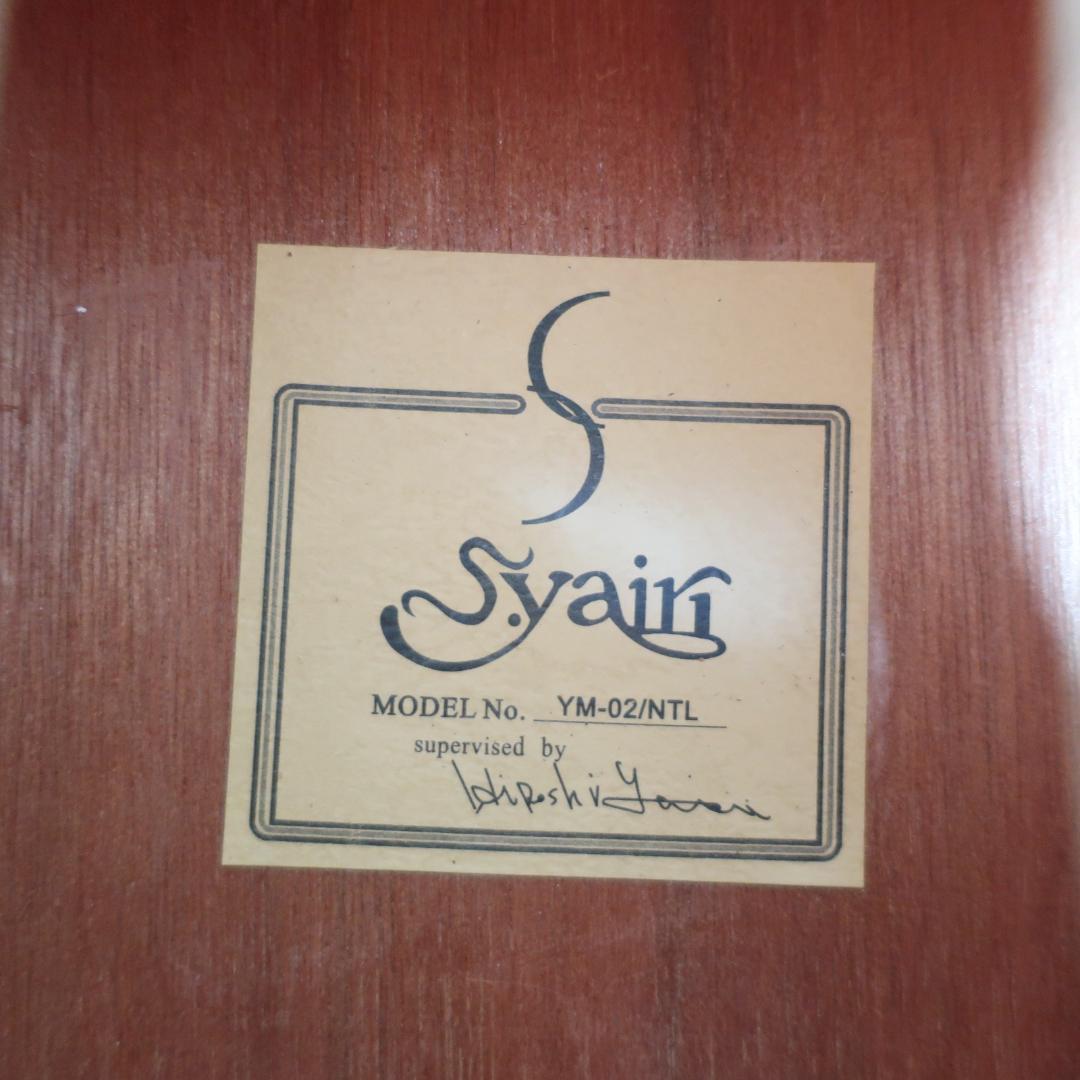 S
S.yairi
MODEL No. YM-02/NTL
supervised by
Hiroshi Yairi